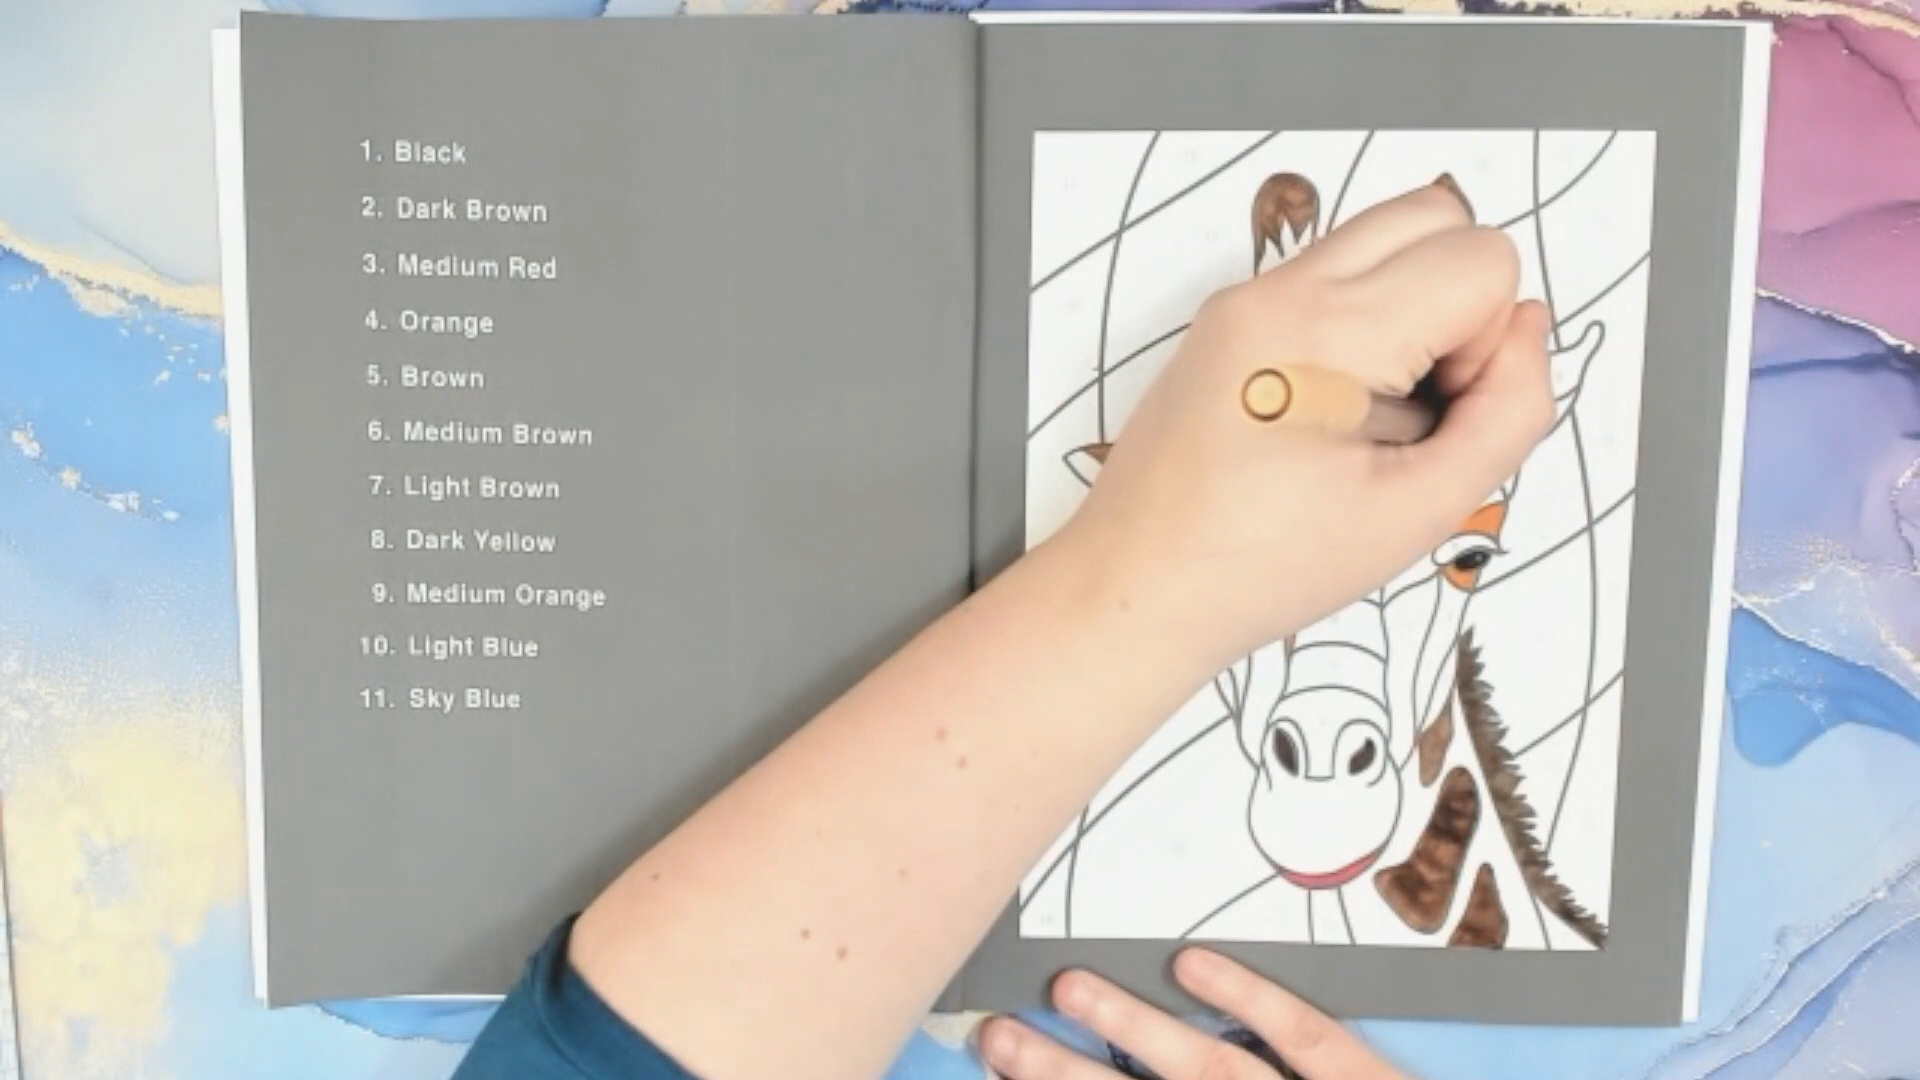 1. Black
2. Dark Brown
3. Medium Red
4. Orange
5. Brown
6. Medium Brown
7. Light Brown
8. Dark Yellow
9. Medium Orange
10. Light Blue
11. Sky Blue